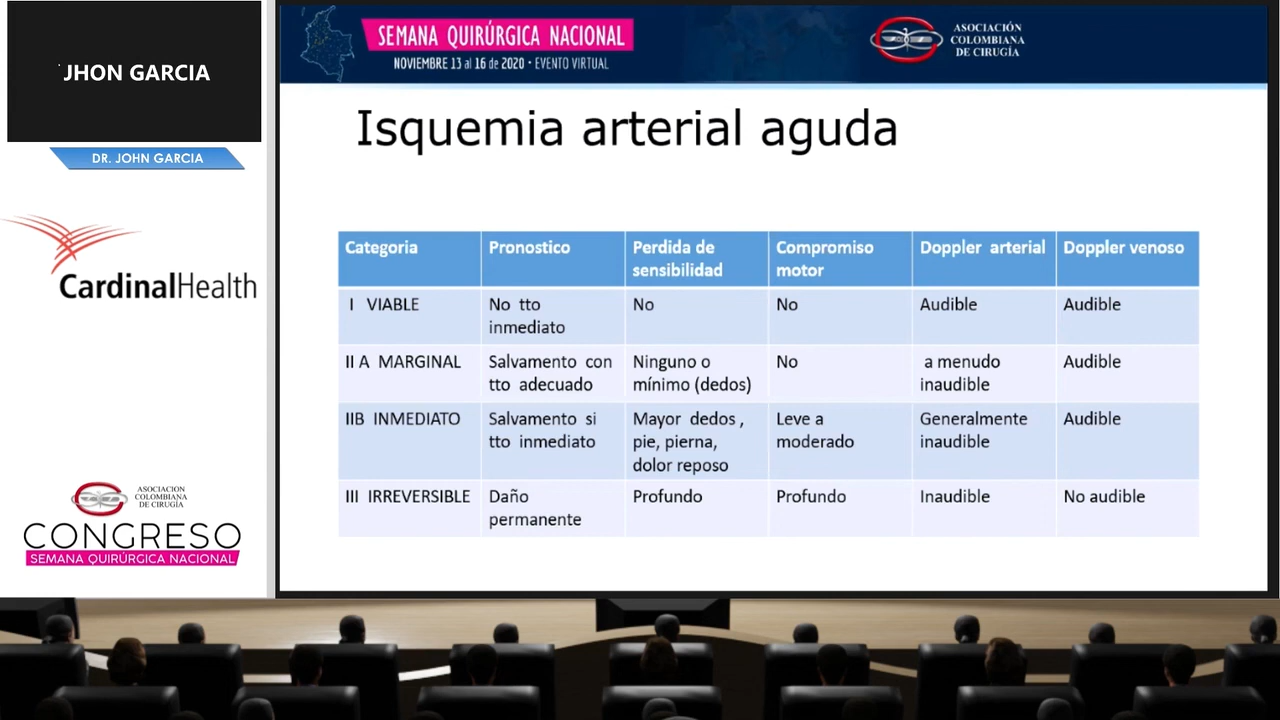 JHON GARCIA
DR. JOHN GARCIA
CardinalHealth
ASOCIACION
COLOMBIANA
DE CIRUGÍA
CONGRESO
SEMANA QUIRÚRGICA NACIONAL
SEMANA QUIRÚRGICA NACIONAL
NOVIEMBRE 13 al 16 de 2020 • EVENTO VIRTUAL
ASOCIACIÓN
COLOMBIANA
DE CIRUGÍA
Isquemia arterial aguda
Categoria Pronostico Perdida de sensibilidad Compromiso motor Doppler arterial Doppler venoso
I VIABLE No tto inmediato No No Audible Audible
II A MARGINAL Salvamento con tto adecuado Ninguno o mínimo (dedos) No a menudo inaudible Audible
IIB INMEDIATO Salvamento si tto inmediato Mayor dedos , pie, pierna, dolor reposo Leve a moderado Generalmente inaudible Audible
III IRREVERSIBLE Daño permanente Profundo Profundo Inaudible No audible